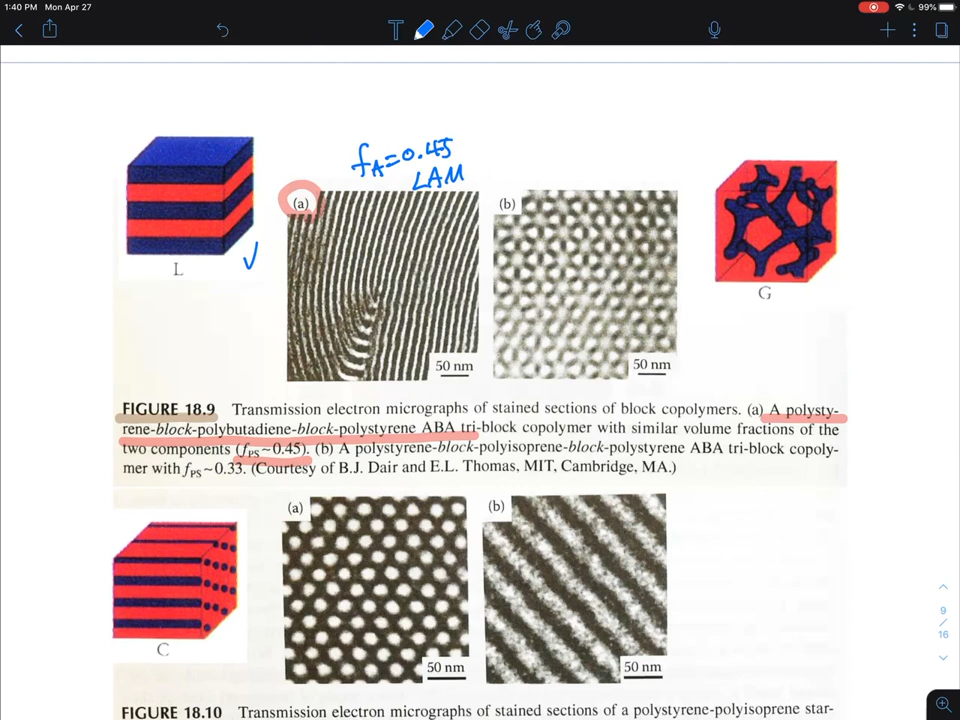 1:40 PM Mon Apr 27
99%
T
fA=0.45
LAM
(a)
(b)
L
G
50 nm
50 nm
FIGURE 18.9 Transmission electron micrographs of stained sections of block copolymers. (a) A polysty-
rene-block-polybutadiene-block-polystyrene ABA tri-block copolymer with similar volume fractions of the
two components (fPS~0.45). (b) A polystyrene-block-polyisoprene-block-polystyrene ABA tri-block copoly-
mer with fPS~0.33. (Courtesy of B.J. Dair and E.L. Thomas, MIT, Cambridge, MA.)
(a)
(b)
C
50 nm
50 nm
9
/
16
FIGURE 18.10 Transmission electron micrographs of stained sections of a polystyrene-polyisoprene star-